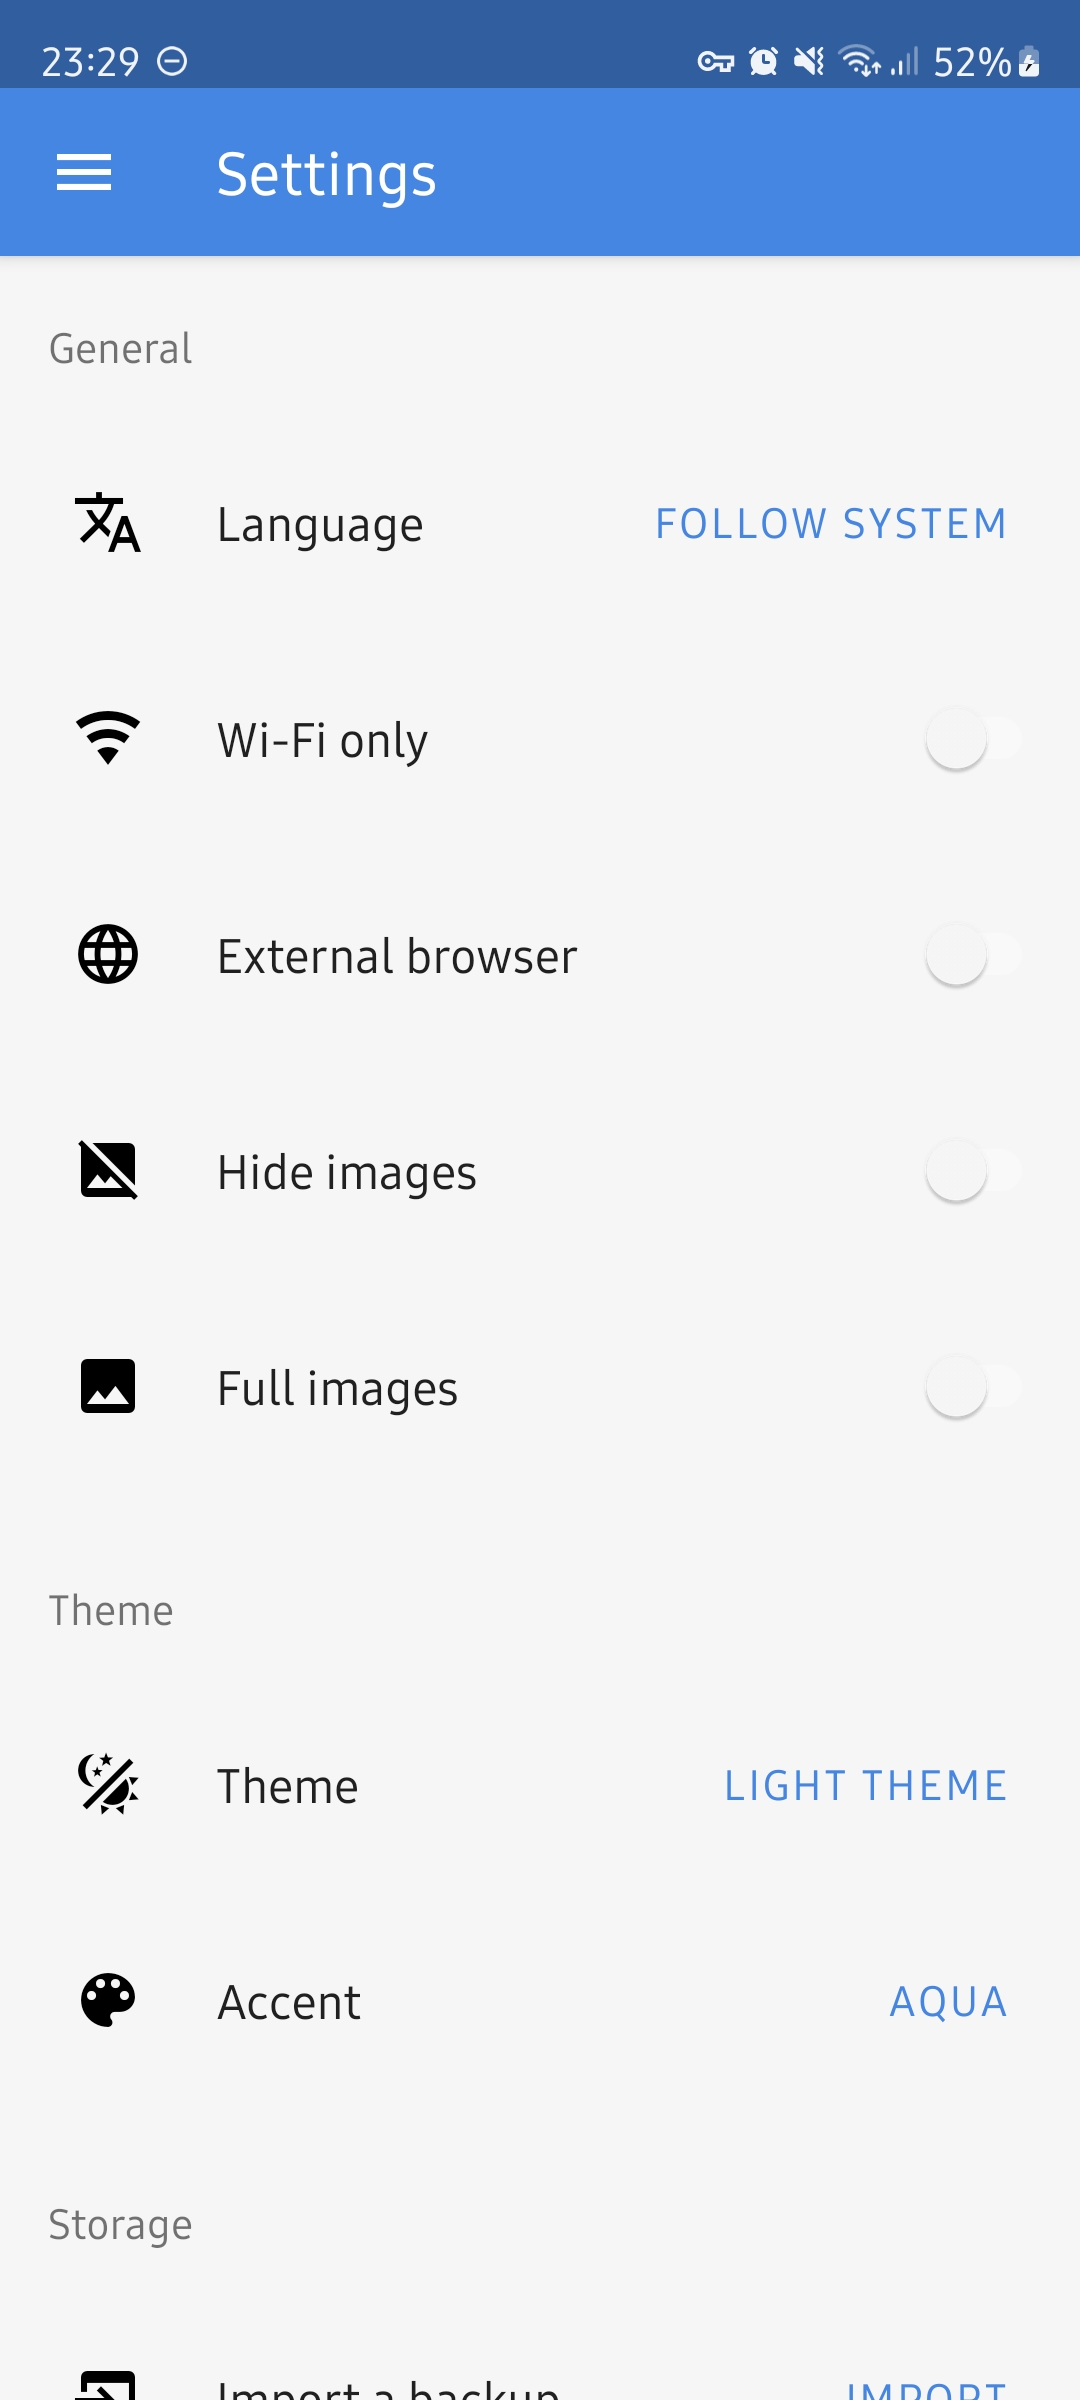 23:29 52%
Settings
General
Language FOLLOW SYSTEM
Wi-Fi only
External browser
Hide images
Full images
Theme
Theme LIGHT THEME
Accent AQUA
Storage
Import a backup IMPORT